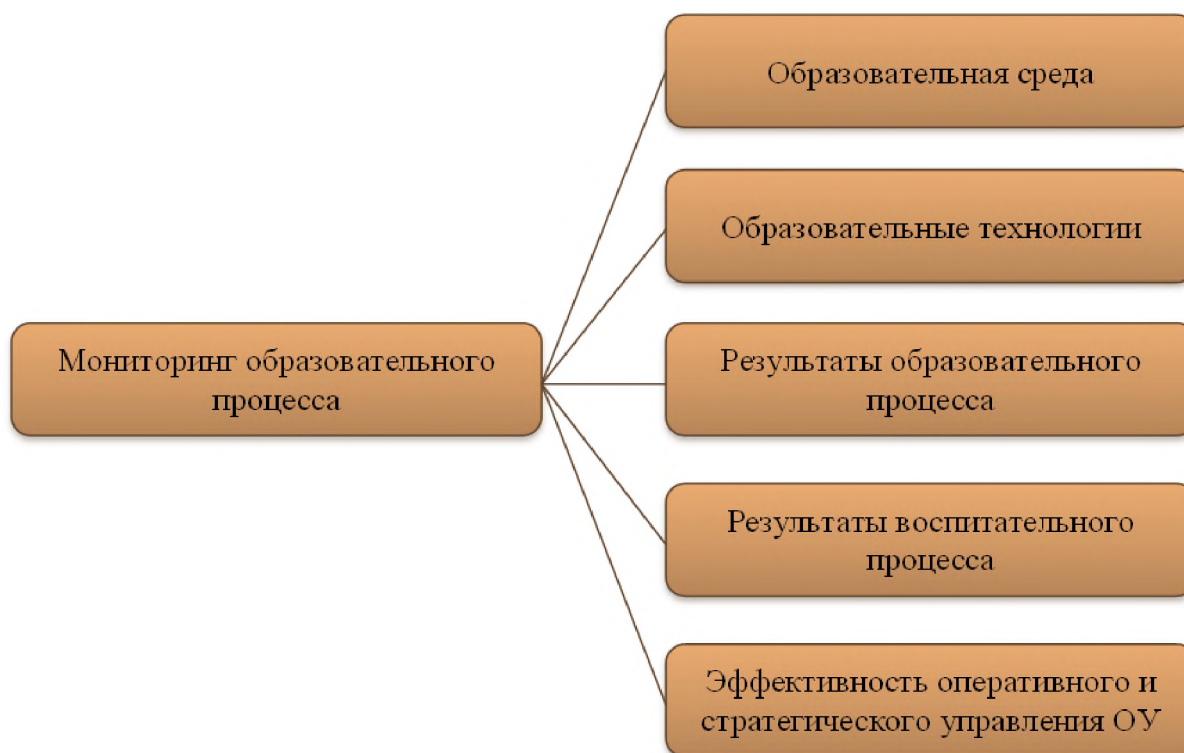 Образовательная среда
Образовательные технологии
Мониторинг образовательного
процесса
Результаты образовательного
процесса
Результаты воспитательного
процесса
Эффективность оперативного и
стратегического управления ОУ